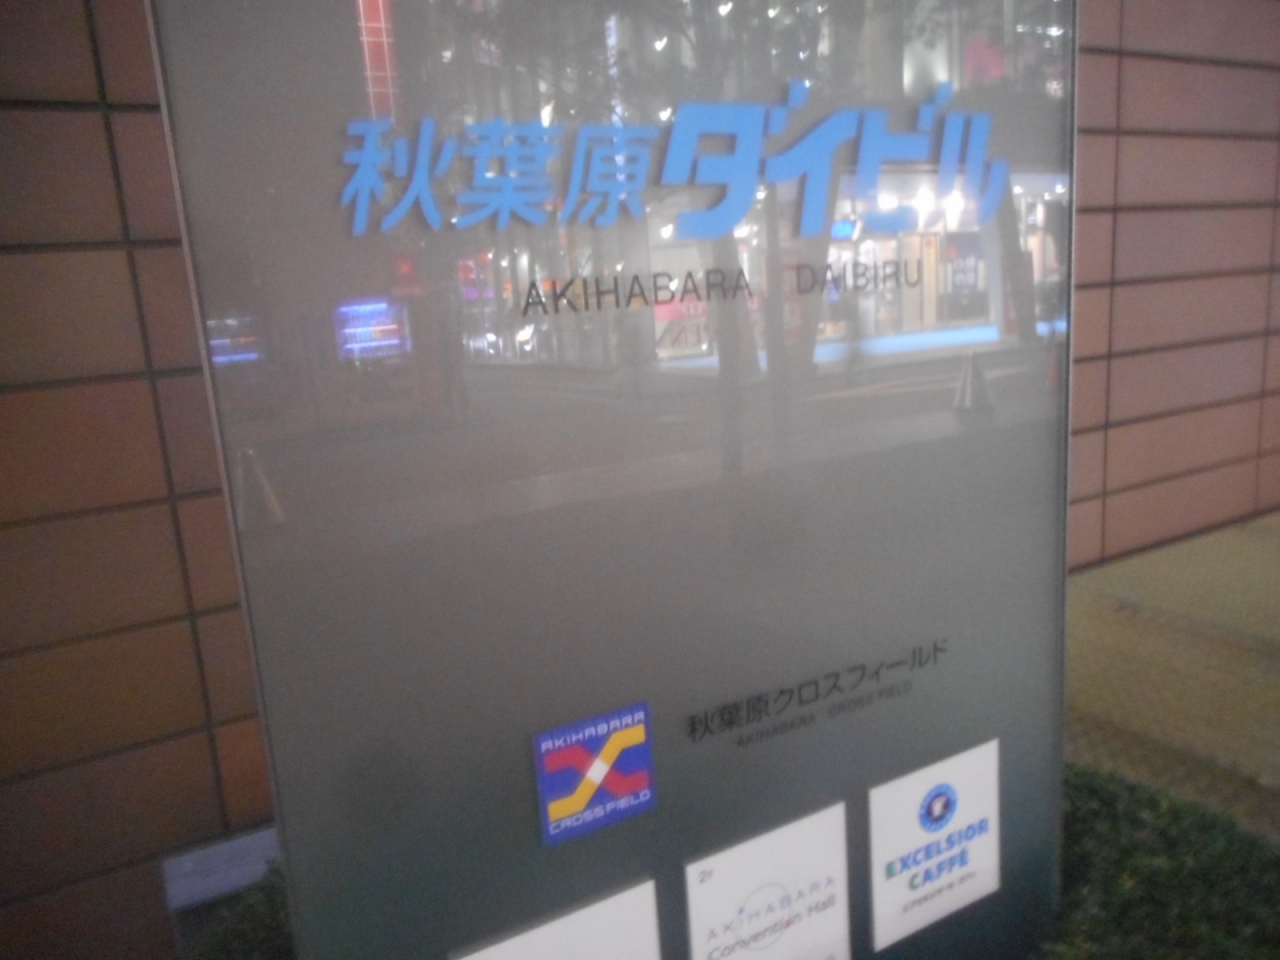 秋葉原ダイビル
AKIHABARA DAIBIRU
秋葉原クロスフィールド
AKIHABARA CROSS FIELD
AKIHABARA
CROSS FIELD
2F
AKIHABARA
Convention Hall
EXCELSIOR
CAFFÉ